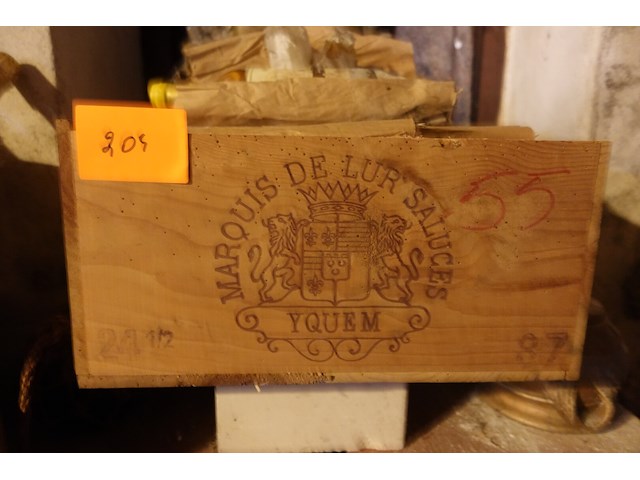 209
MARQUIS DE LUR SALUCES
55
YQUEM
24 1/2
87